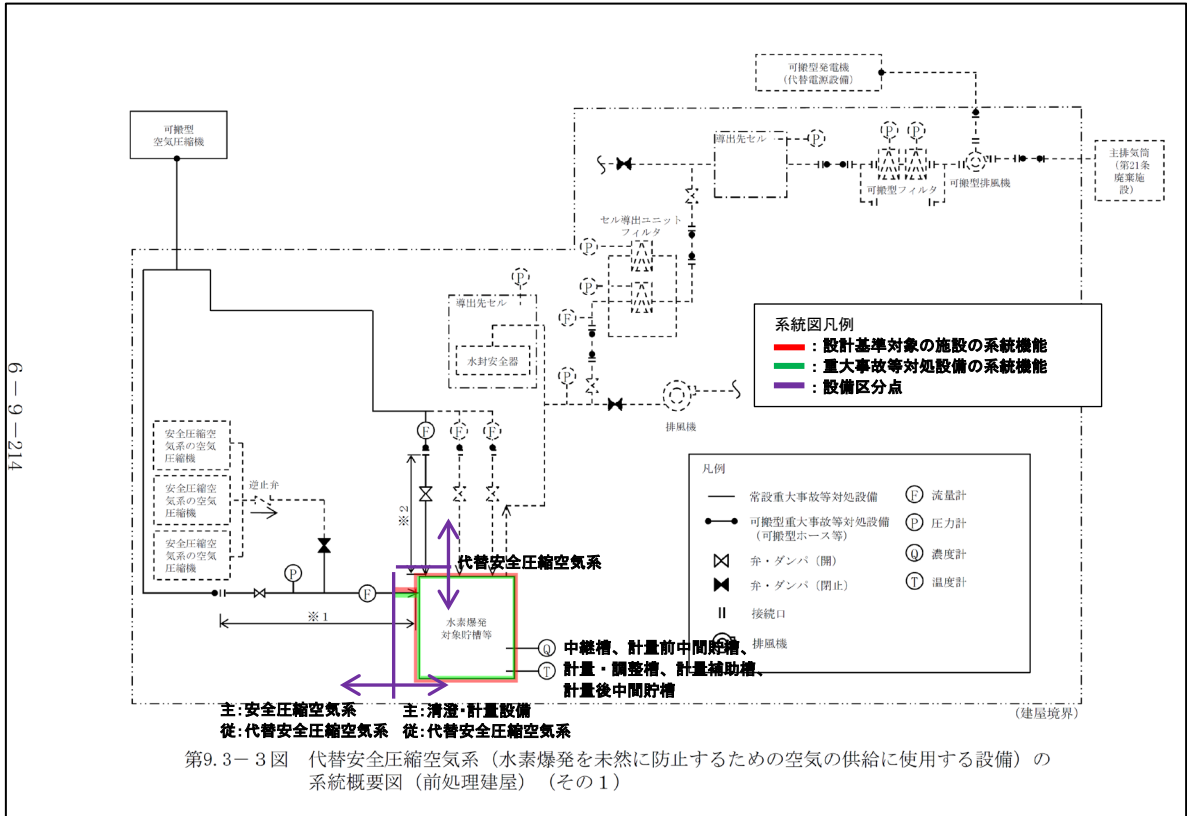 可搬型発電機
(代替電源設備)
可搬型
空気圧縮機
導出先セル
P
P
P
可搬型フィルタ
可搬型排風機
主排気筒
(第21条
廃棄施
設)
セル導出ユニット
フィルタ
P
P
P
F
導出先セル
水封安全器
P
排風機
系統図凡例
：設計基準対象の施設の系統機能
：重大事故等対処設備の系統機能
：設備区分点
6－9－214
安全圧縮空
気系の空気
圧縮機
安全圧縮空
気系の空気
圧縮機
安全圧縮空
気系の空気
圧縮機
逆止弁
F
F
F
※2
P
F
※1
代替安全圧縮空気系
水素爆発
対象貯槽等
Q
T
中継槽、計量前中間貯槽、
計量・調整槽、計量補助槽、
計量後中間貯槽
凡例
常設重大事故等対処設備
可搬型重大事故等対処設備
(可搬型ホース等)
弁・ダンパ（開）
弁・ダンパ（閉止）
接続口
排風機
F 流量計
P 圧力計
Q 濃度計
T 温度計
主：安全圧縮空気系
従：代替安全圧縮空気系
主：清澄・計量設備
従：代替安全圧縮空気系
(建屋境界)
第9.3－3図 代替安全圧縮空気系（水素爆発を未然に防止するための空気の供給に使用する設備）の
系統概要図（前処理建屋）（その1）